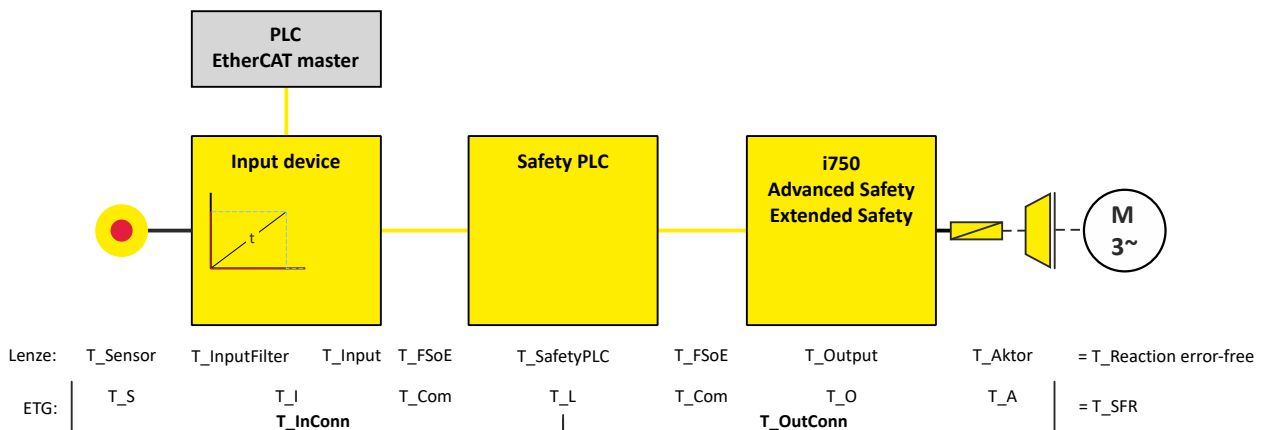 PLC
EtherCAT master
Input device
Safety PLC
i750
Advanced Safety
Extended Safety
t
M
3~
Lenze: T_Sensor T_InputFilter T_Input T_FSoE T_SafetyPLC T_FSoE T_Output T_Aktor = T_Reaction error-free
ETG: T_S T_I T_Com T_L T_Com T_O T_A = T_SFR
T_InConn T_OutConn